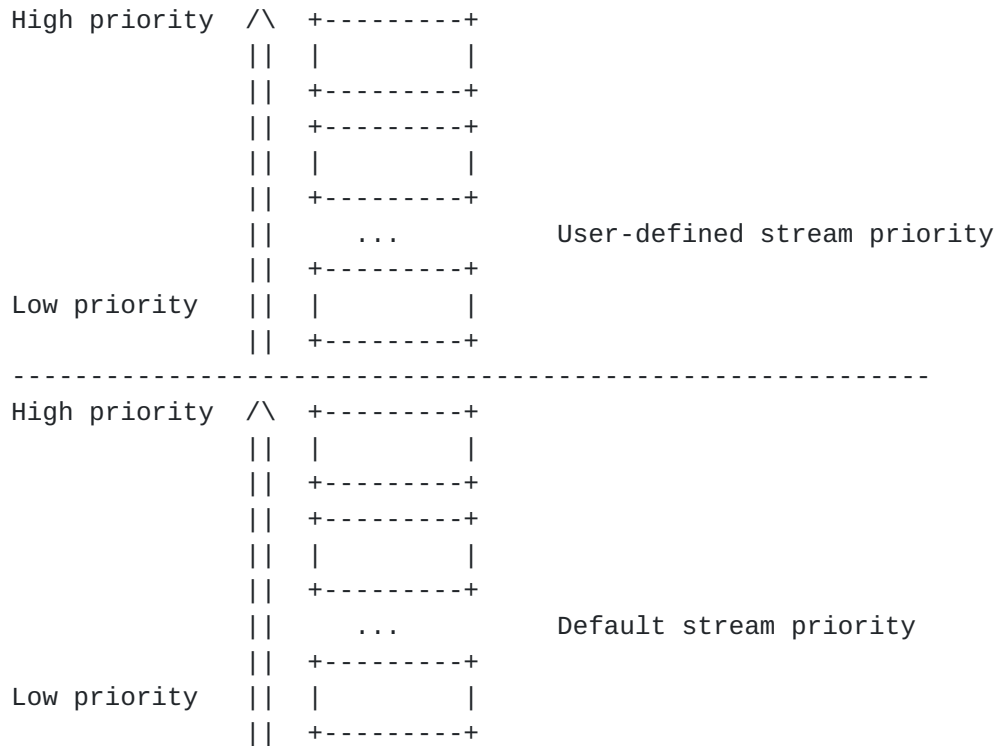 High priority  /\  +---------+
               ||  |         |
               ||  +---------+
               ||  +---------+
               ||  |         |
               ||  +---------+
               ||     ...          User-defined stream priority
               ||  +---------+
Low priority   ||  |         |
               ||  +---------+
-----------------------------------------------------------
High priority  /\  +---------+
               ||  |         |
               ||  +---------+
               ||  +---------+
               ||  |         |
               ||  +---------+
               ||     ...          Default stream priority
               ||  +---------+
Low priority   ||  |         |
               ||  +---------+